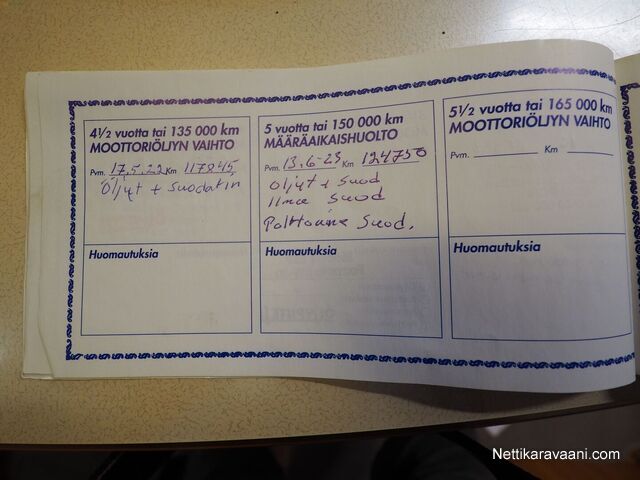 4½ vuotta tai 135 000 km
MOOTTORIÖLJYN VAIHTO
Pvm. 17.5.22 Km 117845
Öljyt + suodatin
Huomautuksia
5 vuotta tai 150 000 km
MÄÄRÄAIKAISHUOLTO
Pvm. 13.6-23 Km 124750
Öljyt + suod
ilma suod
Polttoaine Suod.
Huomautuksia
5½ vuotta tai 165 000 km
MOOTTORIÖLJYN VAIHTO
Pvm. Km
Huomautuksia
Nettikaravaani.com